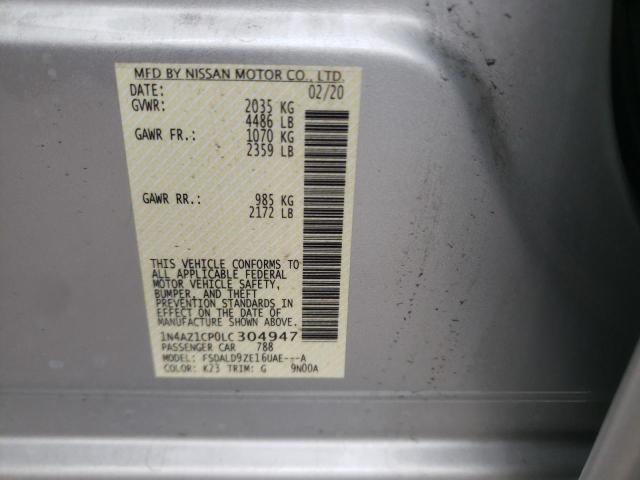 MFD BY NISSAN MOTOR CO., LTD.
DATE: 02/20
GVWR: 2035 KG
4486 LB
GAWR FR.: 1070 KG
2359 LB
GAWR RR.: 985 KG
2172 LB
THIS VEHICLE CONFORMS TO
ALL APPLICABLE FEDERAL
MOTOR VEHICLE SAFETY,
BUMPER, AND THEFT
PREVENTION STANDARDS IN
EFFECT ON THE DATE OF
MANUFACTURE SHOWN ABOVE.
1N4AZ1CP0LC304947
PASSENGER CAR 788
MODEL: FSDALD9ZE16UAE---A
COLOR: K23 TRIM: G 9N00A